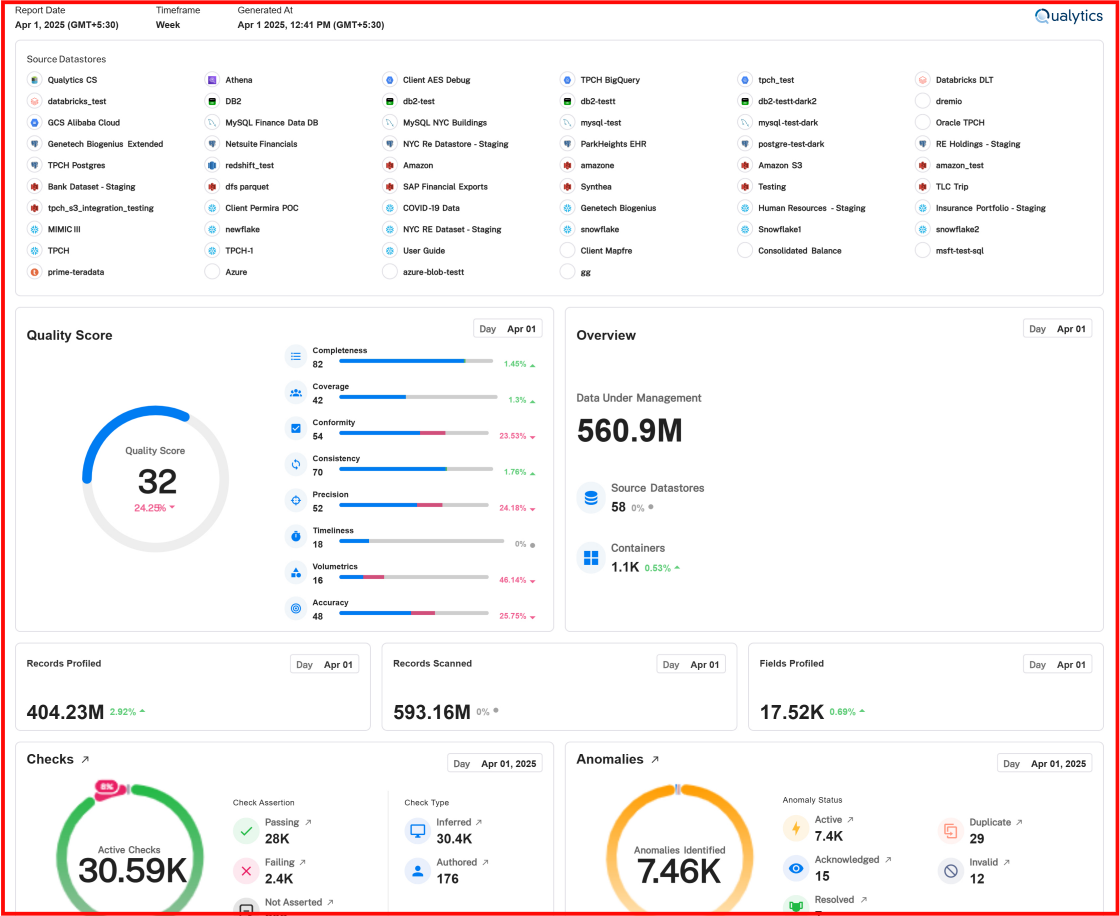 Report Date Timeframe Generated At
Apr 1, 2025 (GMT+5:30) Week Apr 1 2025, 12:41 PM (GMT+5:30)
Qualytics
Source Datastores
Qualytics CS Athena Client AES Debug TPCH BigQuery tpch_test Databricks DLT
databricks_test DB2 db2-test db2-testt db2-testt-dark2 dremio
GCS Alibaba Cloud MySQL Finance Data DB MySQL NYC Buildings mysql-test mysql-test-dark Oracle TPCH
Genetech Biogenius Extended Netsuite Financials NYC Re Datastore - Staging ParkHeights EHR postgre-test-dark RE Holdings - Staging
TPCH Postgres redshift_test Amazon amazone Amazon S3 amazon_test
Bank Dataset - Staging dfs parquet SAP Financial Exports Synthea Testing TLC Trip
tpch_s3_integration_testing Client Permira POC COVID-19 Data Genetech Biogenius Human Resources - Staging Insurance Portfolio - Staging
MIMIC III newflake NYC RE Dataset - Staging snowflake Snowflake1 snowflake2
TPCH TPCH-1 User Guide Client Mapfre Consolidated Balance msft-test-sql
prime-teradata Azure azure-blob-testt gg
Quality Score Day Apr 01
Quality Score
32
24.25%
Completeness
82 1.45%
Coverage
42 1.3%
Conformity
54 23.53%
Consistency
70 1.76%
Precision
52 24.18%
Timeliness
18 0%
Volumetrics
16 46.14%
Accuracy
48 25.75%
Overview Day Apr 01
Data Under Management
560.9M
Source Datastores
58 0%
Containers
1.1K 0.53%
Records Profiled Day Apr 01
404.23M 2.92%
Records Scanned Day Apr 01
593.16M 0%
Fields Profiled Day Apr 01
17.52K 0.69%
Checks Day Apr 01, 2025
8%
Active Checks
30.59K
Check Assertion
Passing
28K
Failing
2.4K
Not Asserted
Check Type
Inferred
30.4K
Authored
176
Anomalies Day Apr 01, 2025
Anomalies Identified
7.46K
Anomaly Status
Active
7.4K
Acknowledged
15
Resolved
Duplicate
29
Invalid
12